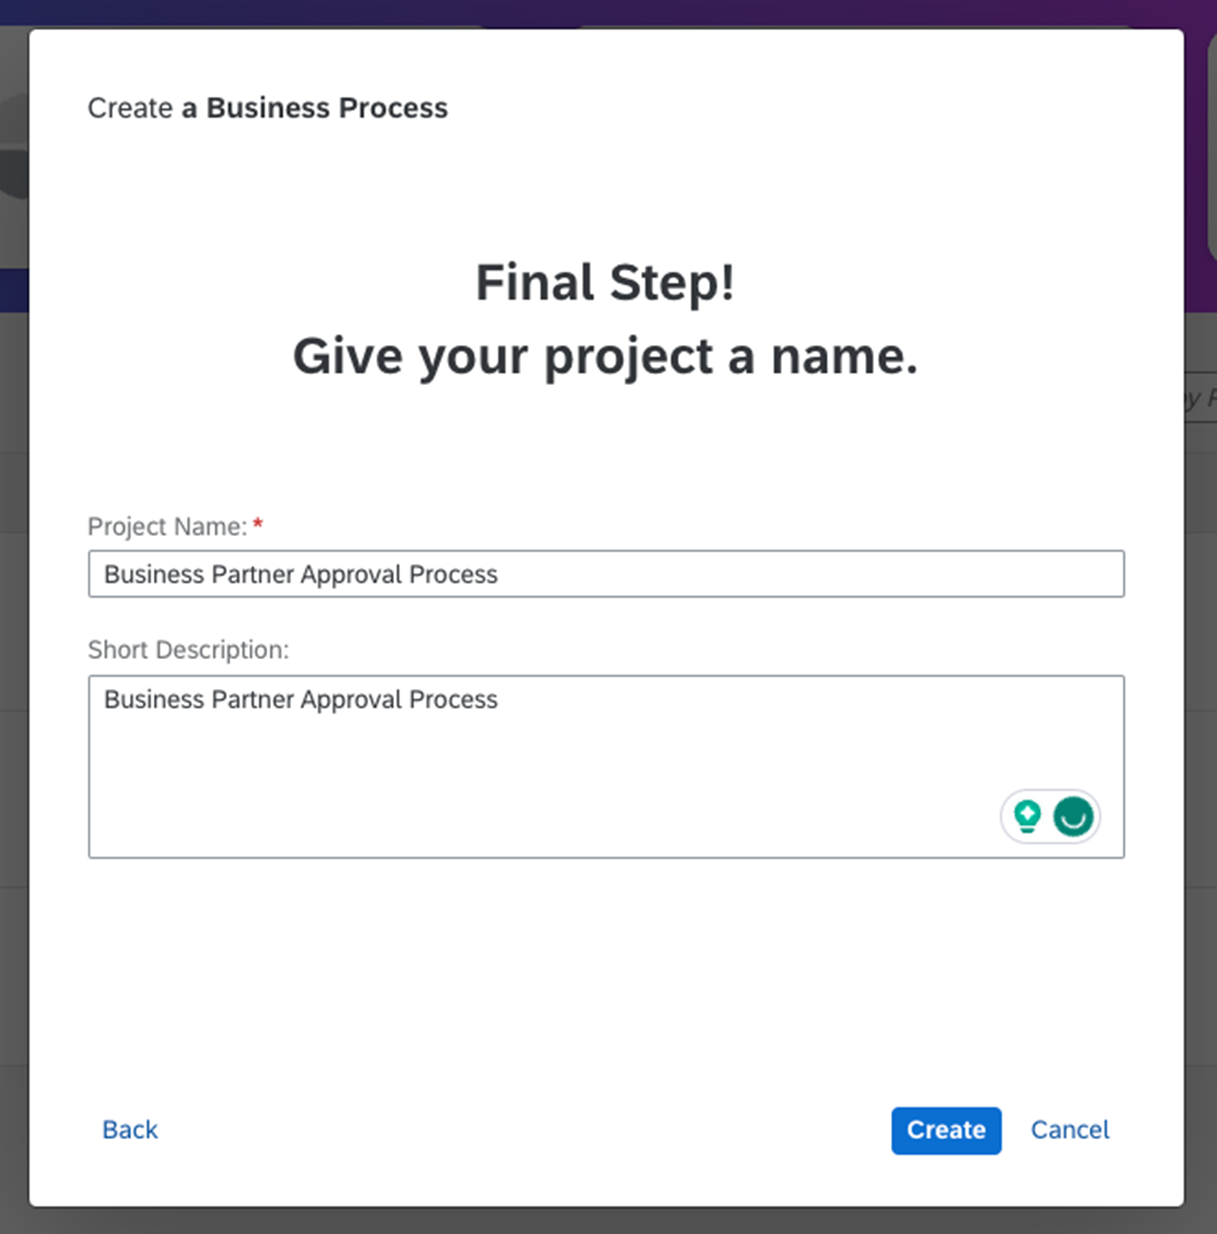 Create a Business Process
Final Step!
Give your project a name.
Project Name: *
Business Partner Approval Process
Short Description:
Business Partner Approval Process
Back
Create
Cancel